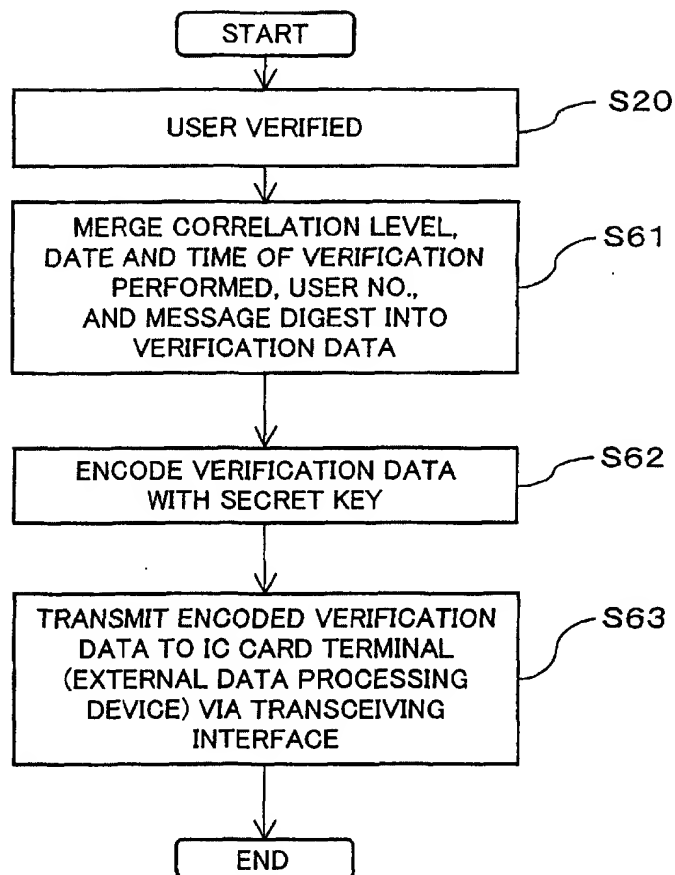 START
USER VERIFIED
S20
MERGE CORRELATION LEVEL,
DATE AND TIME OF VERIFICATION
PERFORMED, USER NO.,
AND MESSAGE DIGEST INTO
VERIFICATION DATA
S61
ENCODE VERIFICATION DATA
WITH SECRET KEY
S62
TRANSMIT ENCODED VERIFICATION
DATA TO IC CARD TERMINAL
(EXTERNAL DATA PROCESSING
DEVICE) VIA TRANSCEIVING
INTERFACE
S63
END